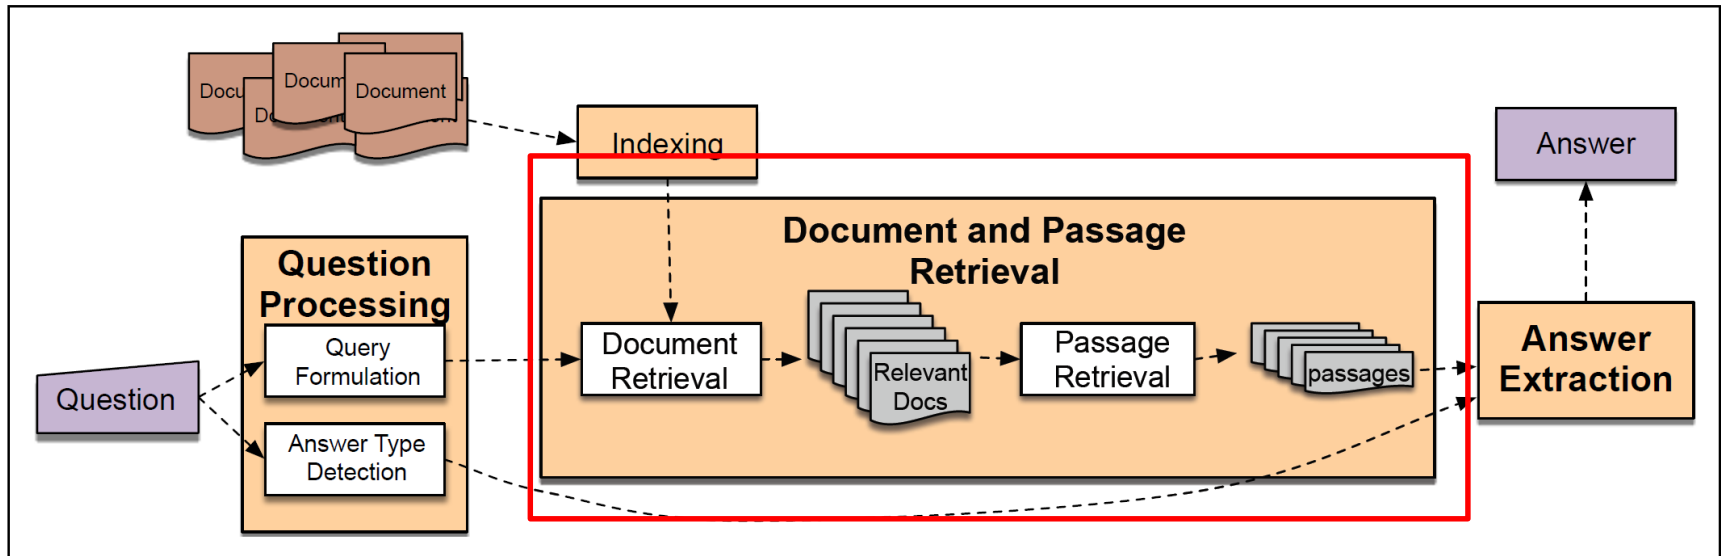 Document
Docum
Docu
Indexing
Answer
Document and Passage
Retrieval
Question
Processing
Query
Formulation
Document
Retrieval
Relevant
Docs
Passage
Retrieval
passages
Answer
Extraction
Question
Answer Type
Detection